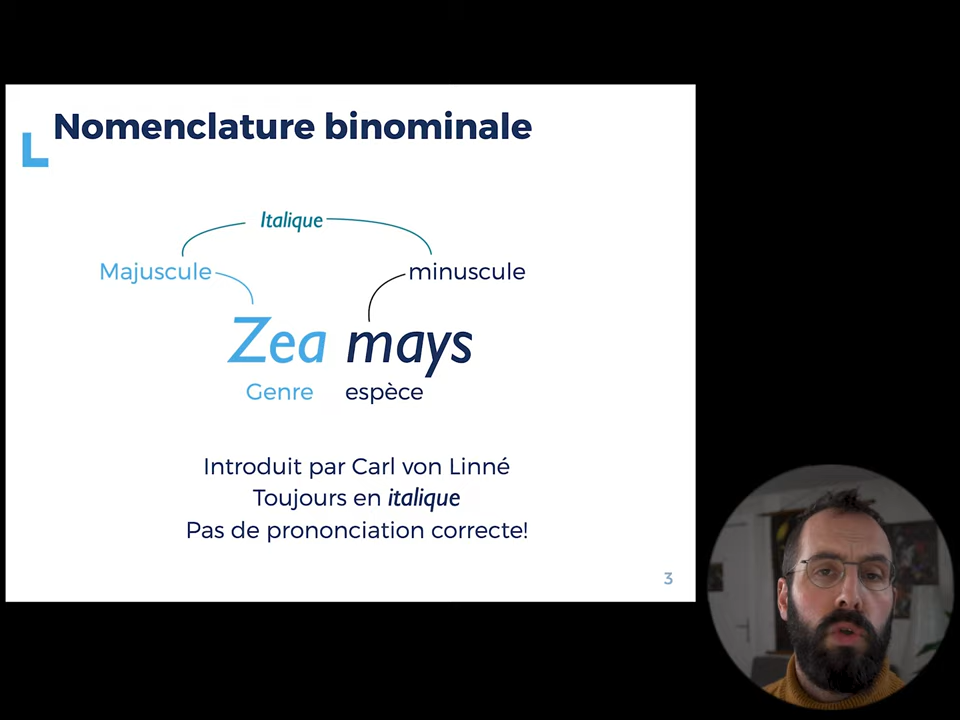 Nomenclature binominale
Italique
Majuscule
minuscule
Zea mays
Genre espèce
Introduit par Carl von Linné
Toujours en italique
Pas de prononciation correcte!
3